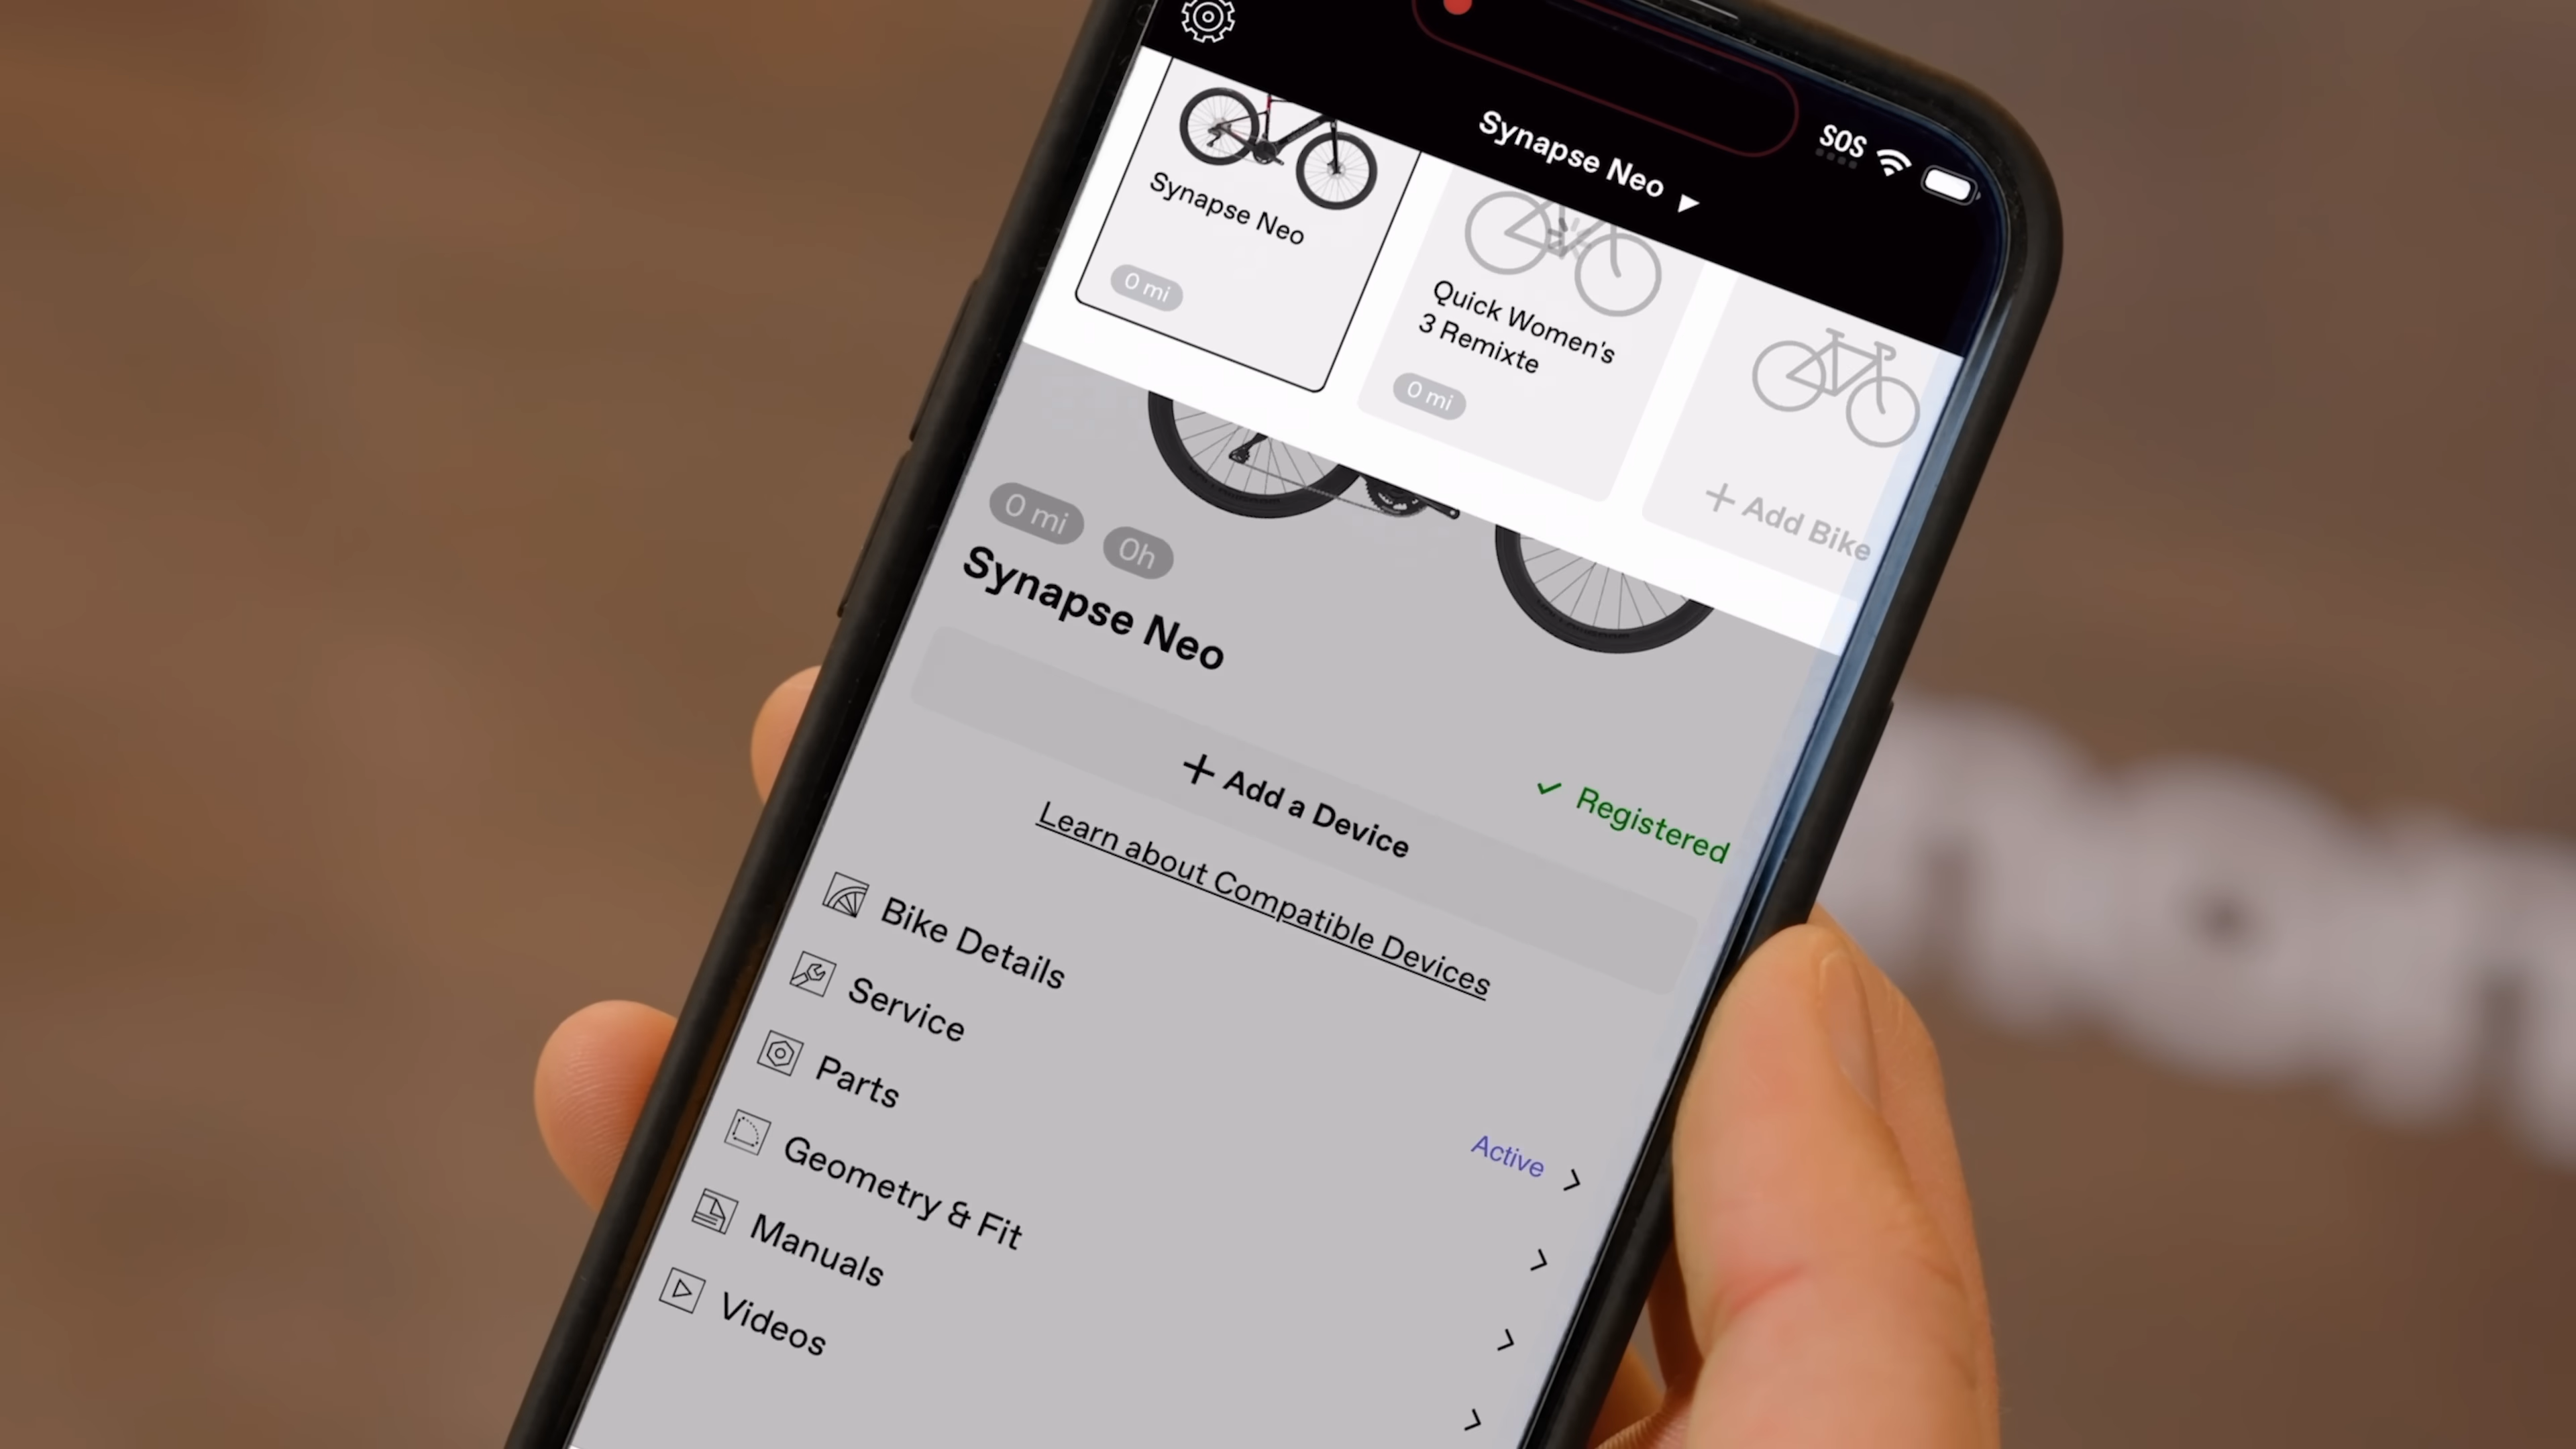 SOS
Synapse Neo
Synapse Neo
0 mi
Quick Women's
3 Remixte
0 mi
+ Add Bike
0 mi
0h
Synapse Neo
Registered
+ Add a Device
Learn about Compatible Devices
Bike Details
Active
Service
Parts
Geometry & Fit
Manuals
Videos